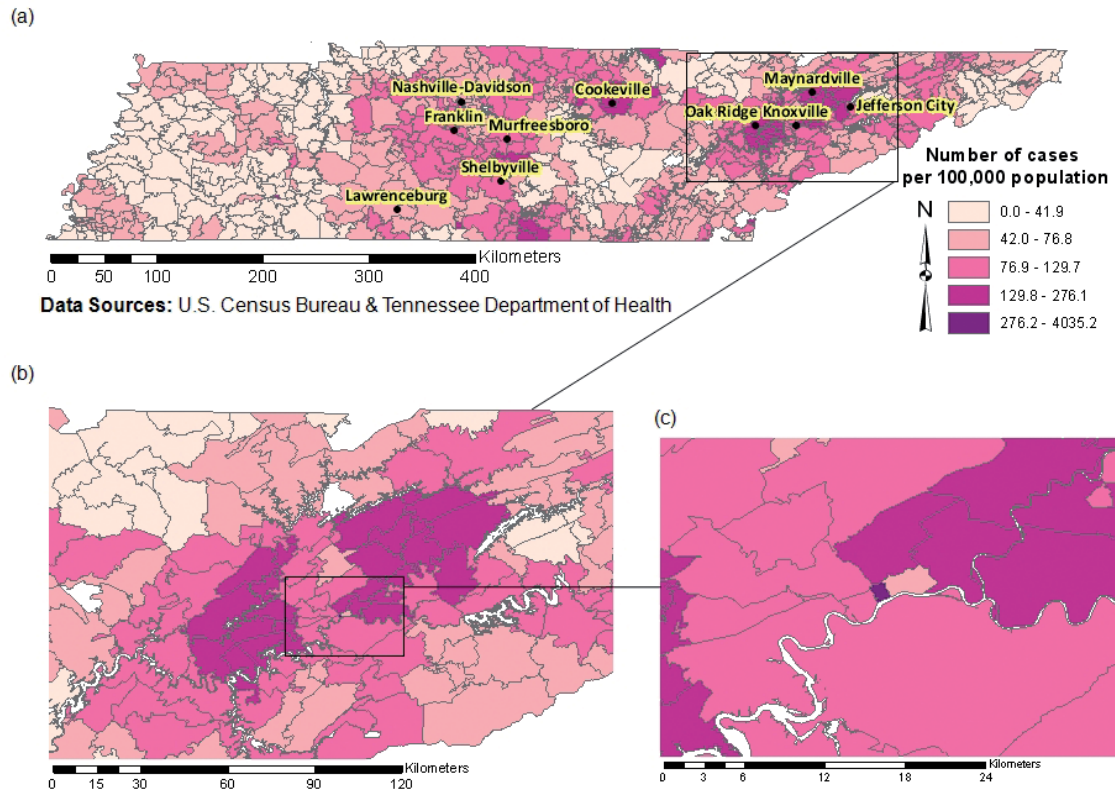 (a)
Nashville-Davidson
Cookeville
Maynardville
Franklin
Oak Ridge
Knoxville
Jefferson City
Murfreesboro
Shelbyville
Lawrenceburg
Number of cases
per 100,000 population
N
0.0 - 41.9
42.0 - 76.8
76.9 - 129.7
129.8 - 276.1
276.2 - 4035.2
Kilometers
0 50 100 200 300 400
Data Sources: U.S. Census Bureau & Tennessee Department of Health
(b)
(c)
Kilometers
0 15 30 60 90 120
Kilometers
0 3 6 12 18 24